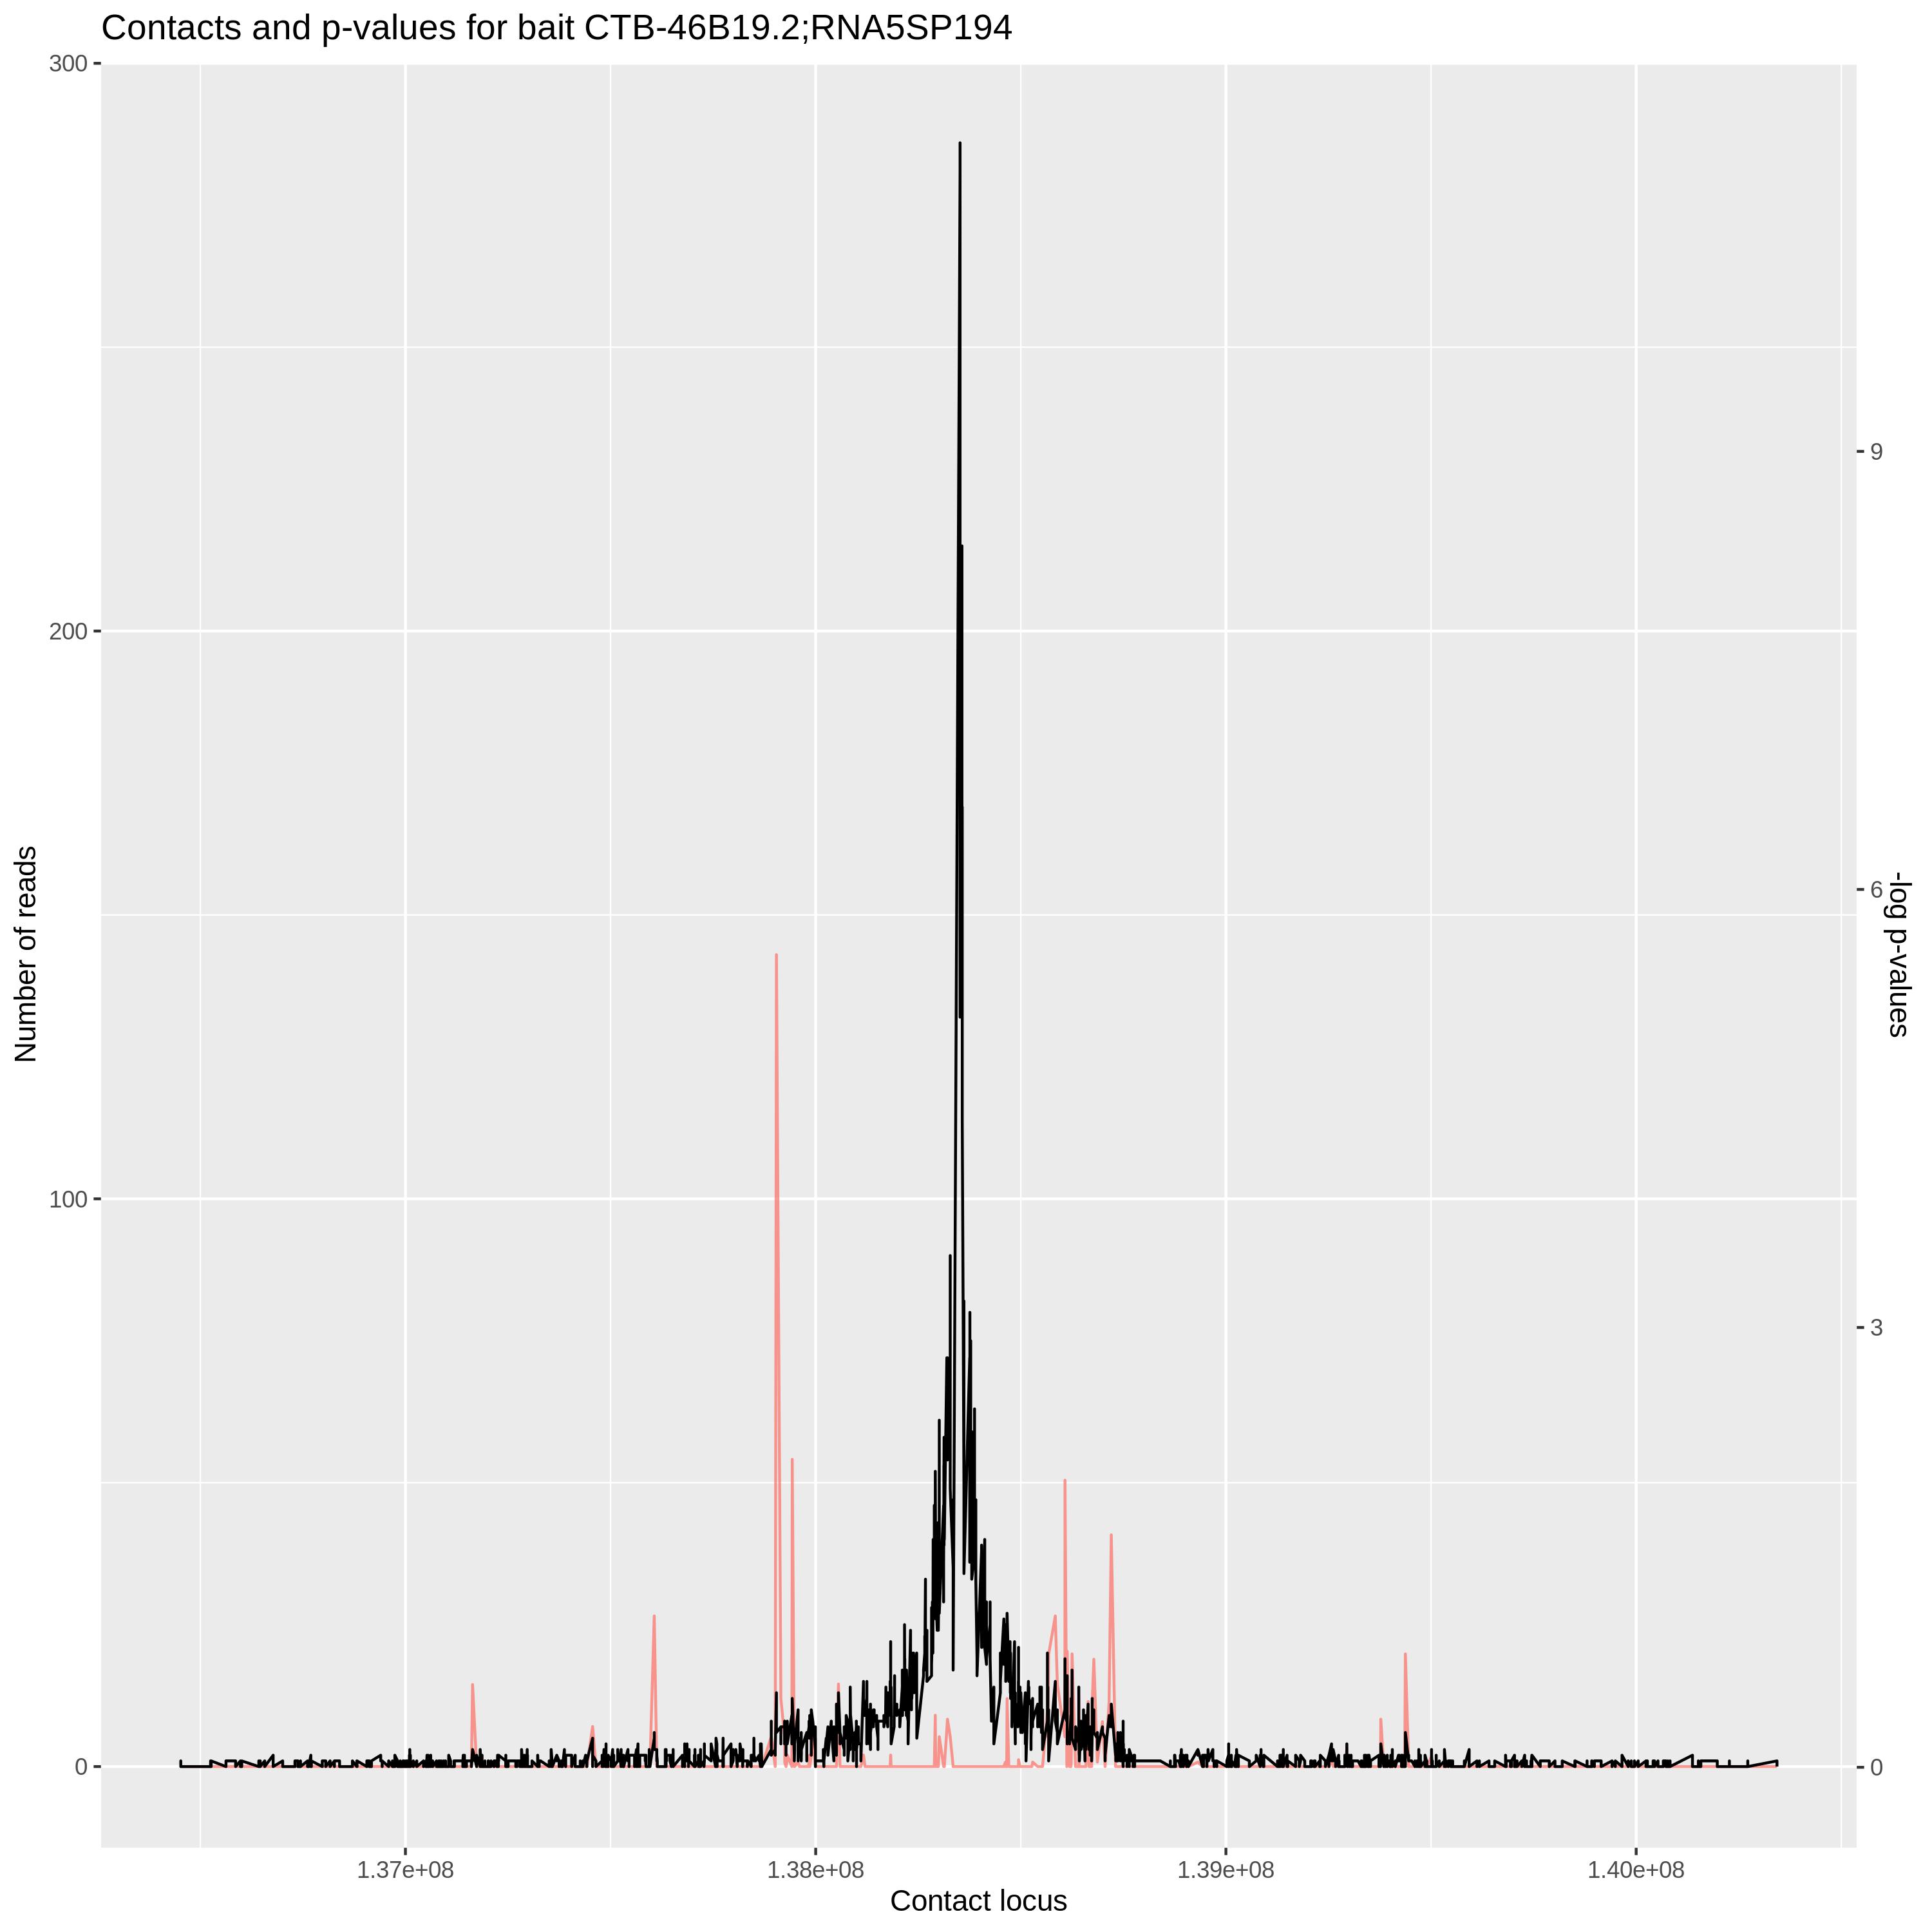 Contacts and p-values for bait CTB-46B19.2;RNA5SP194
300
200
100
0
Number of reads
9
6
3
0
-log p-values
1.37e+08 1.38e+08 1.39e+08 1.40e+08
Contact locus